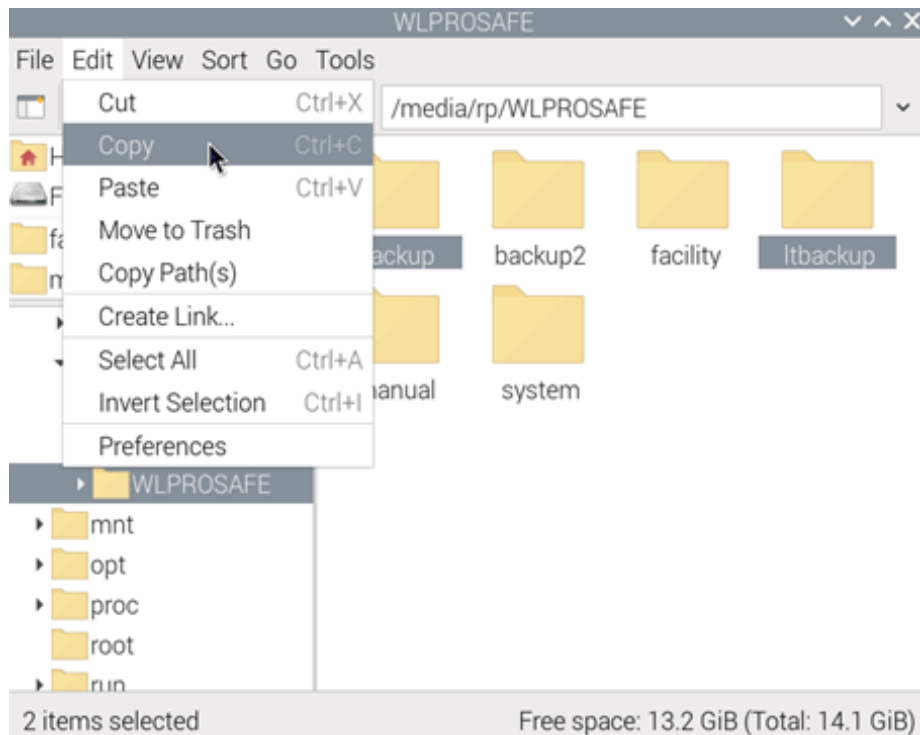 WLPROSAFE
File Edit View Sort Go Tools
Cut Ctrl+X
/media/rp/WLPROSAFE
Copy Ctrl+C
Paste Ctrl+V
Move to Trash
Copy Path(s)
Create Link...
Select All Ctrl+A
Invert Selection Ctrl+I
Preferences
backup2 facility ltbackup
system
WLPROSAFE
mnt
opt
proc
root
run
2 items selected Free space: 13.2 GiB (Total: 14.1 GiB)